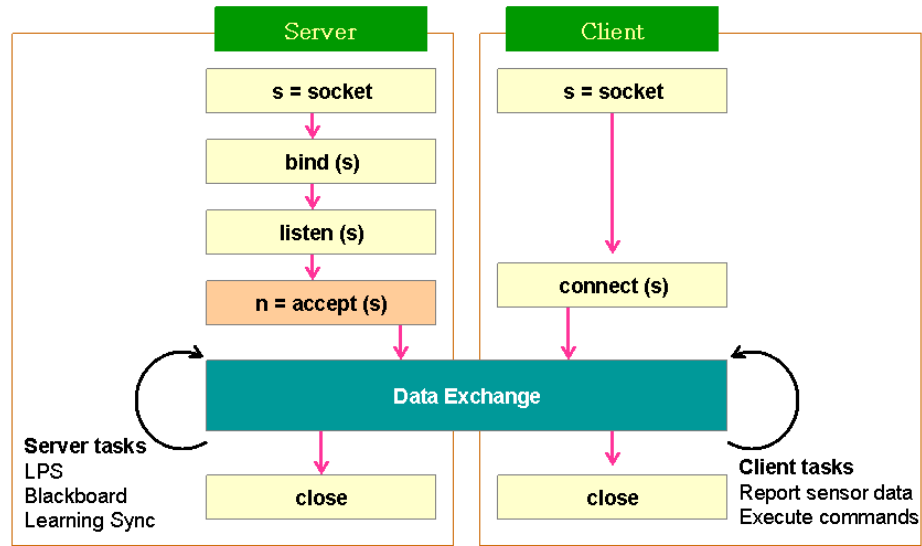 Server
s = socket
bind (s)
listen (s)
n = accept (s)
Client
s = socket
connect (s)
Data Exchange
Server tasks
LPS
Blackboard
Learning Sync
close
close
Client tasks
Report sensor data
Execute commands